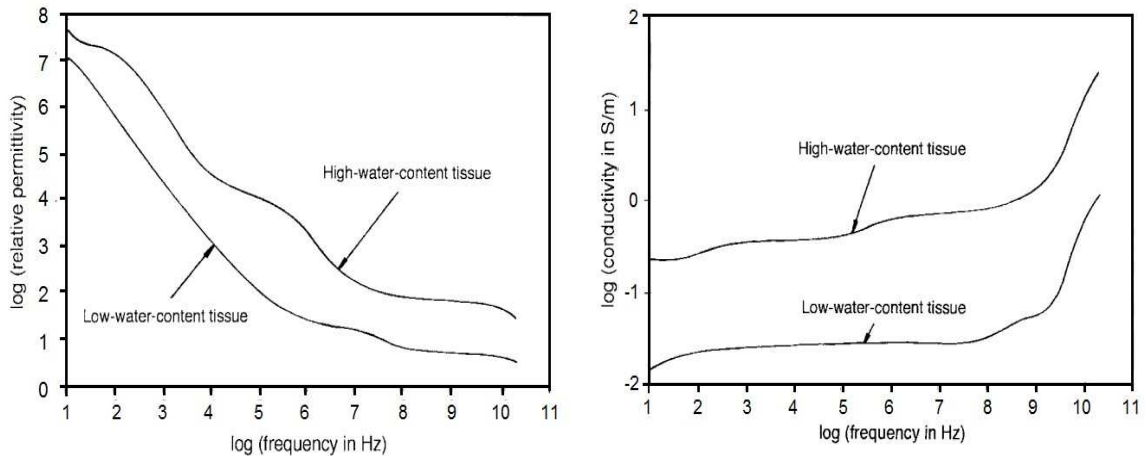 8
7
6
5
4
3
2
1
0
log (relative permittivity)
High-water-content tissue
Low-water-content tissue
1 2 3 4 5 6 7 8 9 10 11
log (frequency in Hz)
2
1
0
-1
-2
log (conductivity in S/m)
High-water-content tissue
Low-water-content tissue
1 2 3 4 5 6 7 8 9 10 11
log (frequency in Hz)